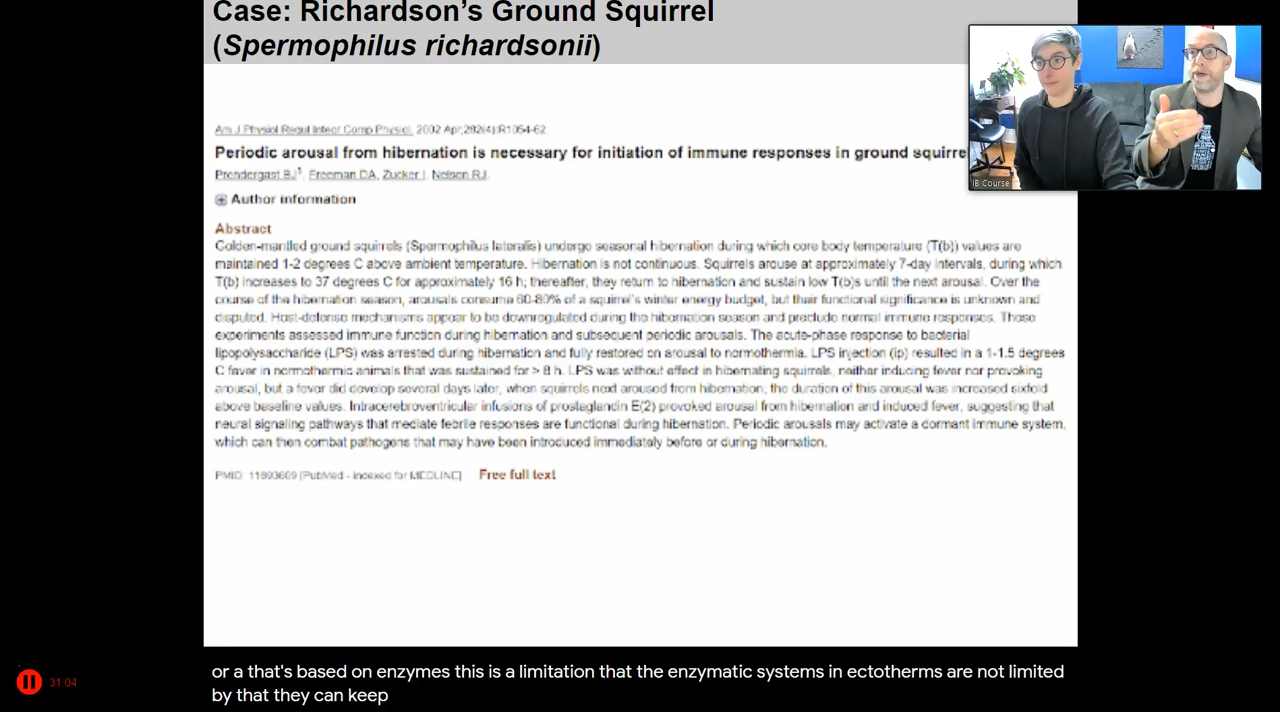 Case: Richardson's Ground Squirrel
(Spermophilus richardsonii)
Am J Physiol Regul Integr Comp Physiol. 2002 Apr;282(4):R1054-62.
Periodic arousal from hibernation is necessary for initiation of immune responses in ground squirre
Prendergast BJ1, Freeman DA, Zucker I, Nelson RJ.
Author information
Abstract
Golden-mantled ground squirrels (Spermophilus lateralis) undergo seasonal hibernation during which core body temperature (T(b)) values are
maintained 1-2 degrees C above ambient temperature. Hibernation is not continuous. Squirrels arouse at approximately 7-day intervals, during which
T(b) increases to 37 degrees C for approximately 16 h; thereafter, they return to hibernation and sustain low T(b)s until the next arousal. Over the
course of the hibernation season, arousals consume 60-80% of a squirrel's winter energy budget, but their functional significance is unknown and
disputed. Host-defense mechanisms appear to be downregulated during the hibernation season and preclude normal immune responses. These
experiments assessed immune function during hibernation and subsequent periodic arousals. The acute-phase response to bacterial
lipopolysaccharide (LPS) was arrested during hibernation and fully restored on arousal to normothermia. LPS injection (ip) resulted in a 1-1.5 degrees
C fever in normothermic animals that was sustained for > 8 h. LPS was without effect in hibernating squirrels, neither inducing fever nor provoking
arousal, but a fever did develop several days later, when squirrels next aroused from hibernation; the duration of this arousal was increased sixfold
above baseline values. Intracerebroventricular infusions of prostaglandin E(2) provoked arousal from hibernation and induced fever, suggesting that
neural signaling pathways that mediate febrile responses are functional during hibernation. Periodic arousals may activate a dormant immune system,
which can then combat pathogens that may have been introduced immediately before or during hibernation.
PMID: 11893609 [PubMed - indexed for MEDLINE] Free full text
IB Course
or a that's based on enzymes this is a limitation that the enzymatic systems in ectotherms are not limited
by that they can keep
31:04